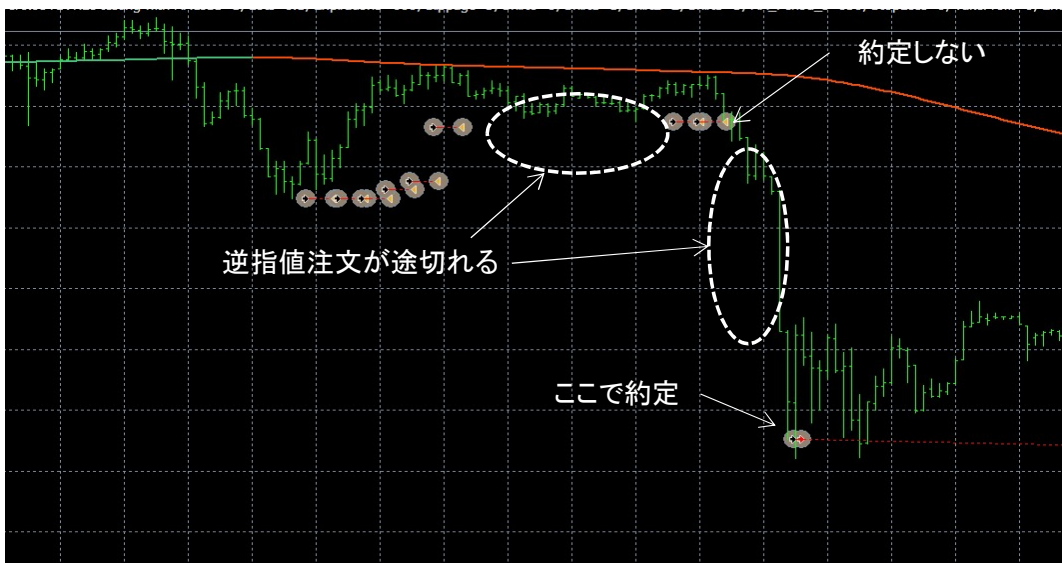 約定しない
逆指値注文が途切れる
ここで約定